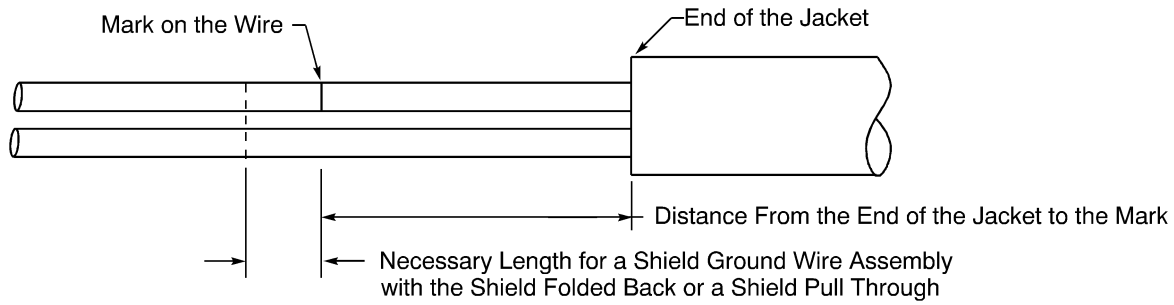 Mark on the Wire
End of the Jacket
Distance From the End of the Jacket to the Mark
Necessary Length for a Shield Ground Wire Assembly
with the Shield Folded Back or a Shield Pull Through